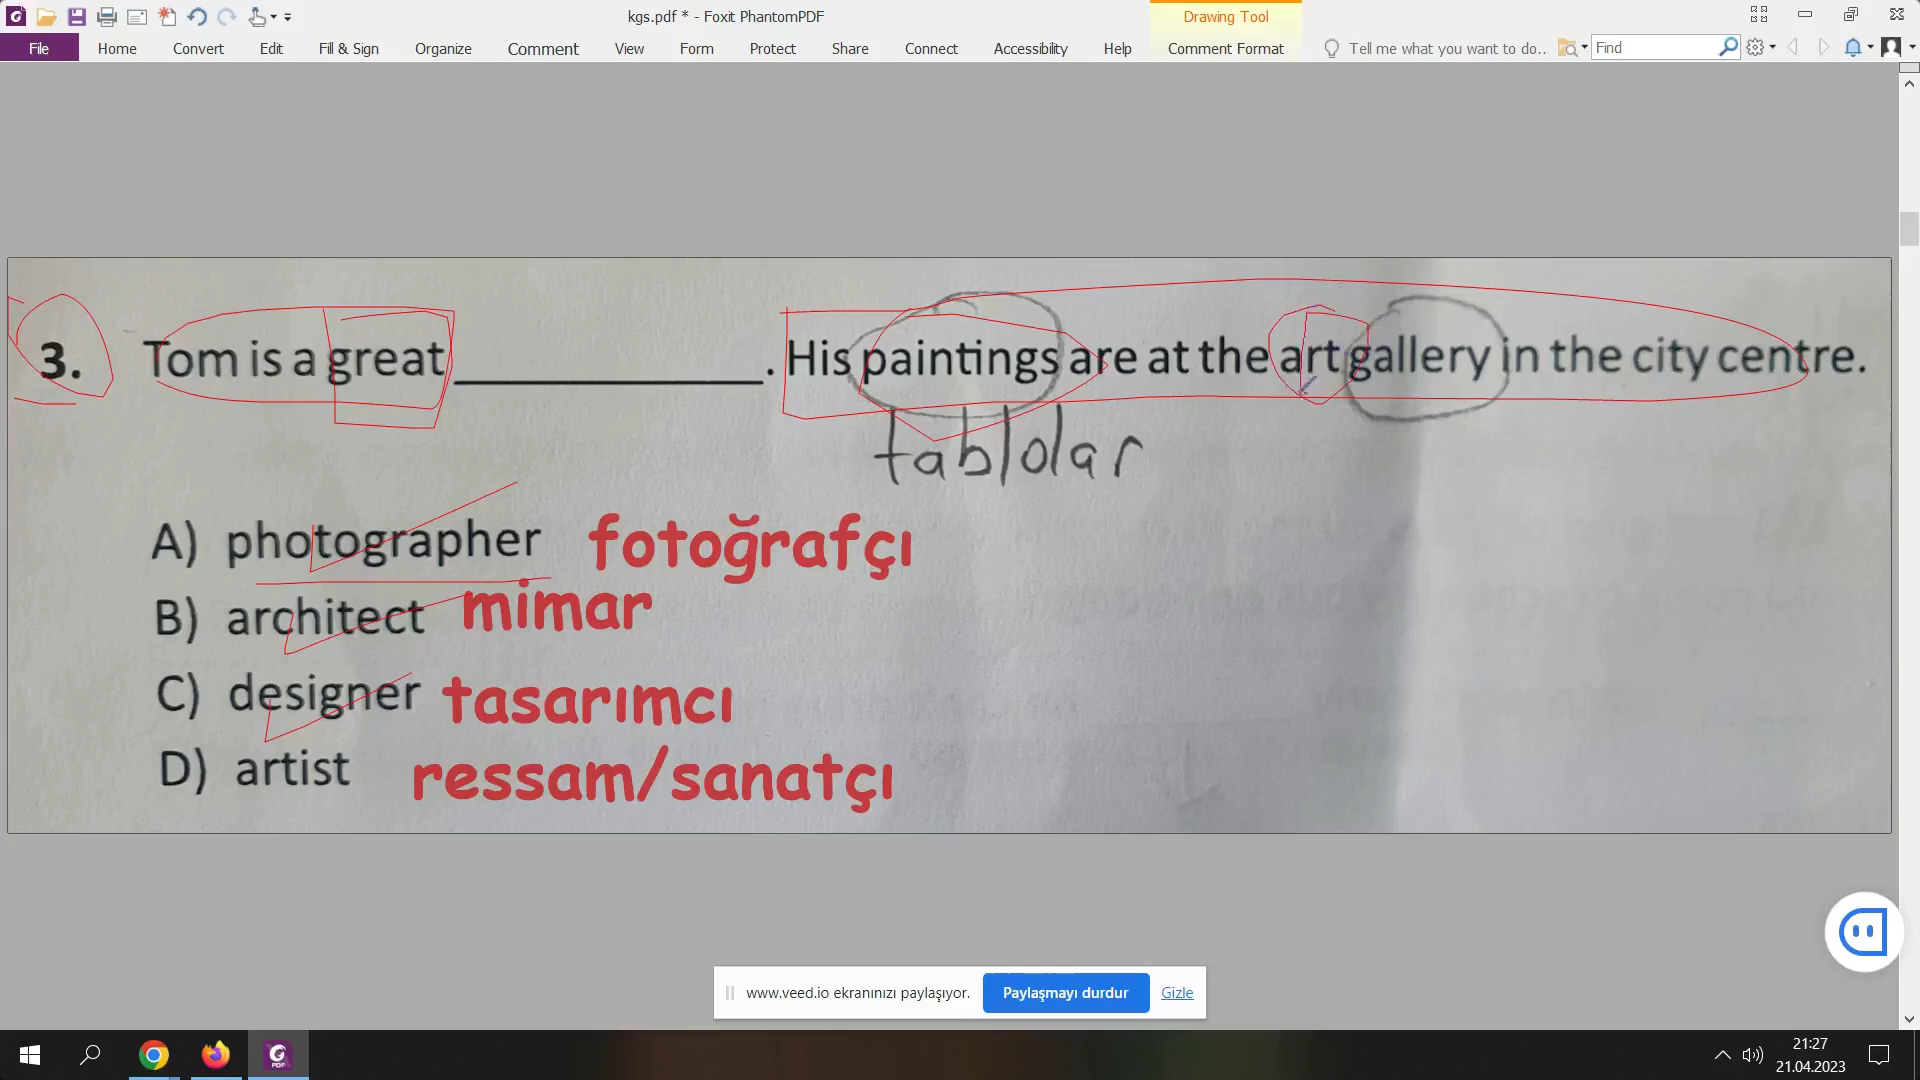 kgs.pdf * - Foxit PhantomPDF
Drawing Tool
File Home Convert Edit Fill & Sign Organize Comment View Form Protect Share Connect Accessibility Help Comment Format Tell me what you want to do.. Find
3. Tom is a great ____________. His paintings are at the art gallery in the city centre.
tablolar
A) photographer fotoğrafçı
B) architect mimar
C) designer tasarımcı
D) artist ressam/sanatçı
www.veed.io ekranınızı paylaşıyor. Paylaşmayı durdur Gizle
PDF
21:27
21.04.2023